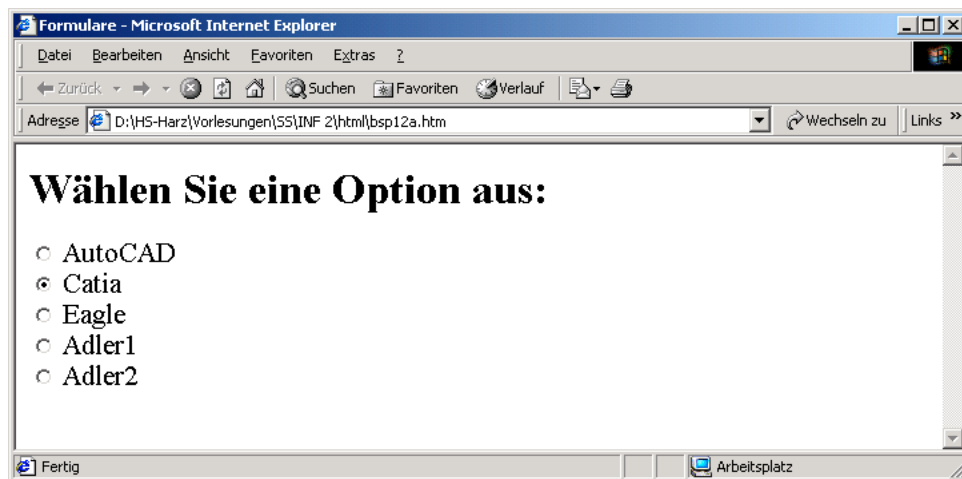 Formulare - Microsoft Internet Explorer
Datei Bearbeiten Ansicht Favoriten Extras ?
Zurück Suchen Favoriten Verlauf
Adresse D:\HS-Harz\Vorlesungen\SS\INF 2\html\bsp12a.htm Wechseln zu Links »
Wählen Sie eine Option aus:
AutoCAD
Catia
Eagle
Adler1
Adler2
Fertig Arbeitsplatz